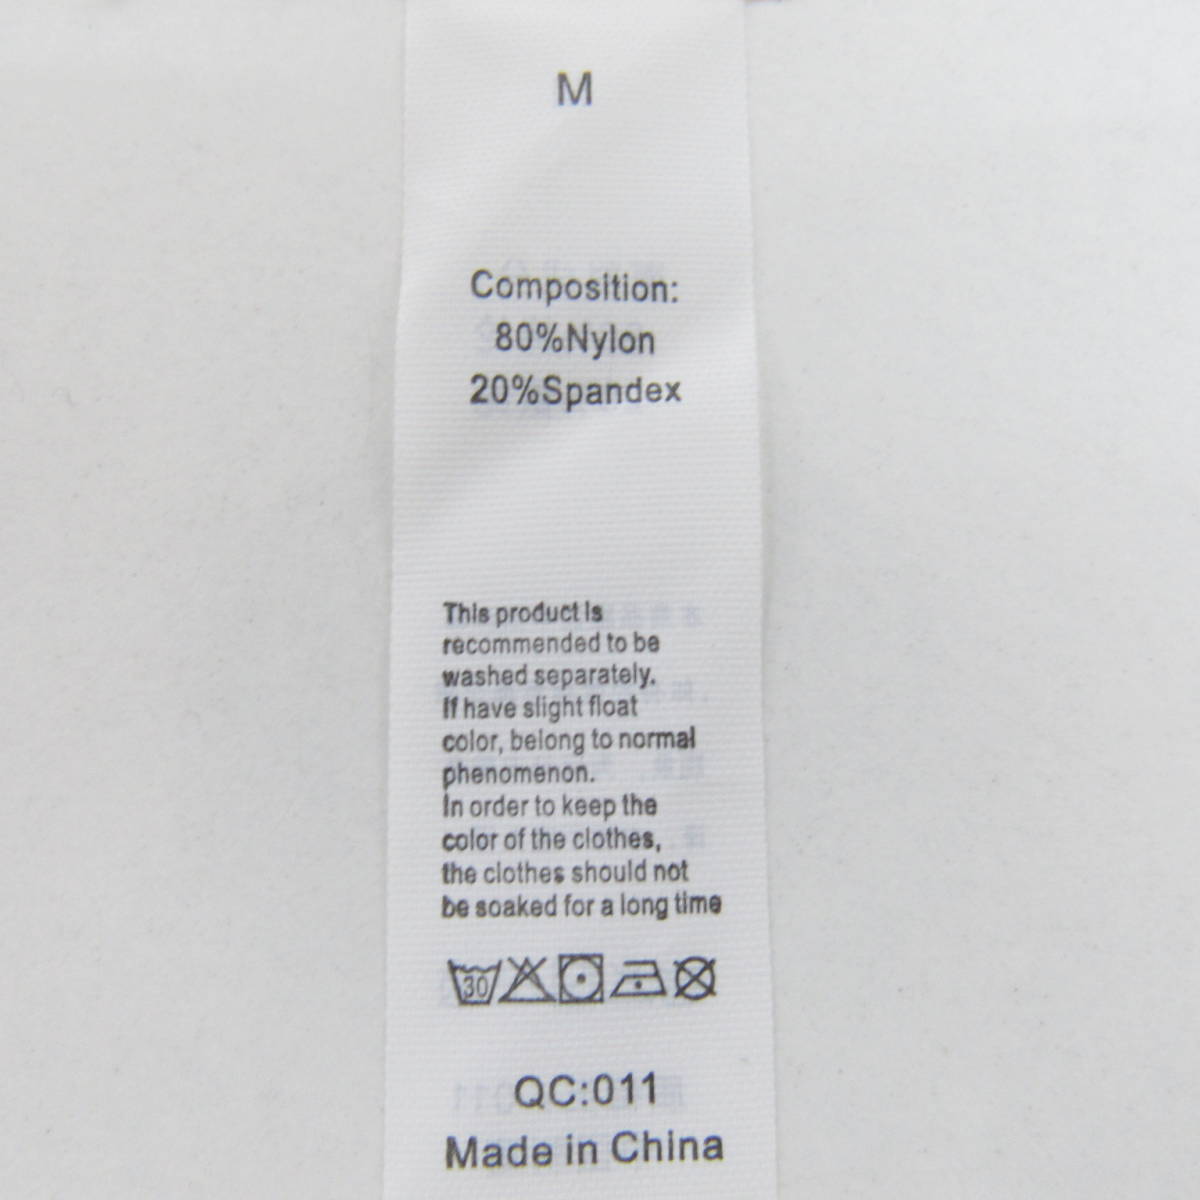 M
Composition:
80%Nylon
20%Spandex
This product is
recommended to be
washed separately.
If have slight float
color, belong to normal
phenomenon.
In order to keep the
color of the clothes,
the clothes should not
be soaked for a long time
30
QC:011
Made in China